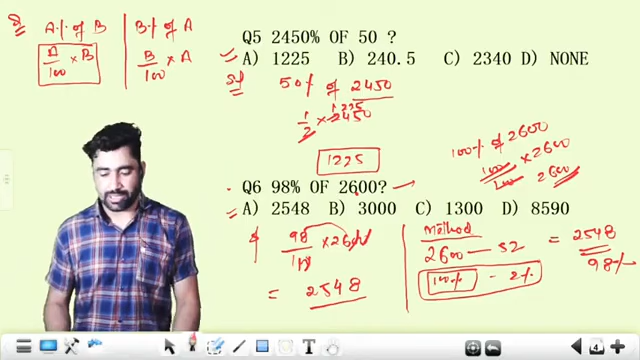 A% of B
A/100 × B
B% of A
B/100 × A
Q5 2450% OF 50 ?
A) 1225 B) 240.5 C) 2340 D) NONE
50% of 2450
1/2 × 2450
1225
1225
Q6 98% OF 2600?
A) 2548 B) 3000 C) 1300 D) 8590
98/100 × 2600
= 2548
100% of 2600
100/100 × 2600
2600
Method
2600 — 52
= 2548
100% - 2%
98%
4